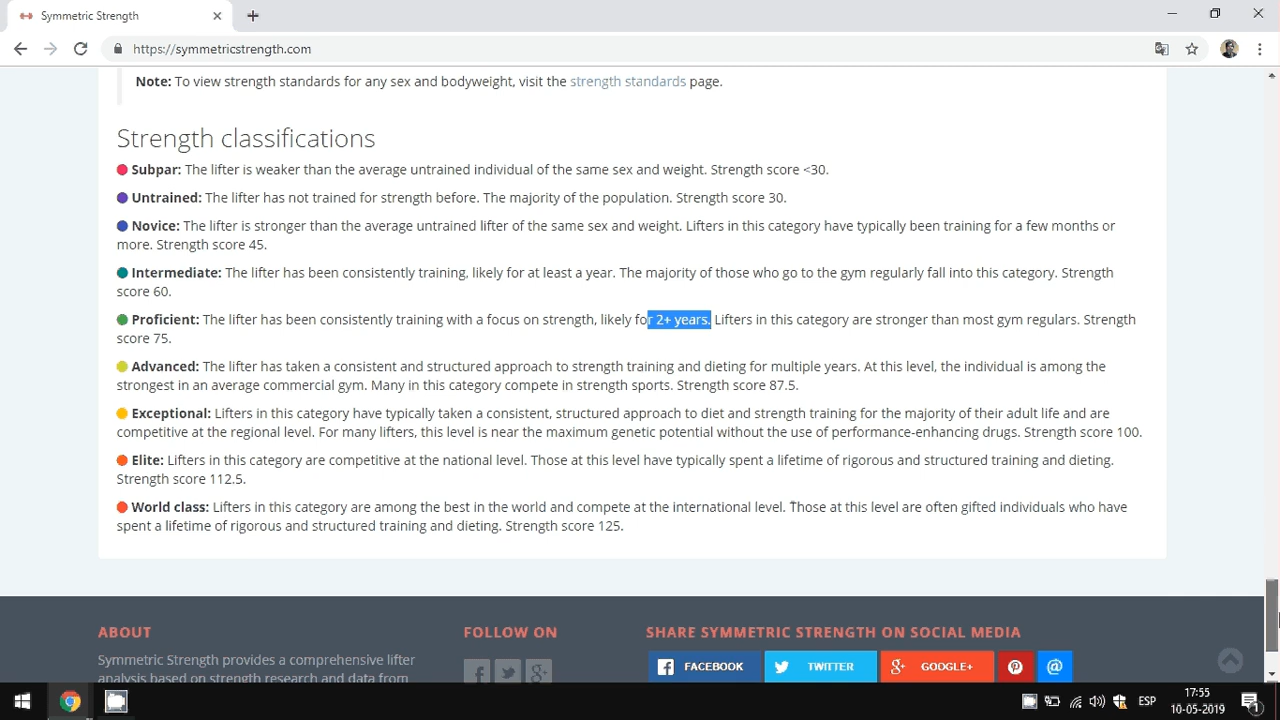 Symmetric Strength
https://symmetricstrength.com
Note: To view strength standards for any sex and bodyweight, visit the strength standards page.
Strength classifications
Subpar: The lifter is weaker than the average untrained individual of the same sex and weight. Strength score <30.
Untrained: The lifter has not trained for strength before. The majority of the population. Strength score 30.
Novice: The lifter is stronger than the average untrained lifter of the same sex and weight. Lifters in this category have typically been training for a few months or
more. Strength score 45.
Intermediate: The lifter has been consistently training, likely for at least a year. The majority of those who go to the gym regularly fall into this category. Strength
score 60.
Proficient: The lifter has been consistently training with a focus on strength, likely for 2+ years. Lifters in this category are stronger than most gym regulars. Strength
score 75.
Advanced: The lifter has taken a consistent and structured approach to strength training and dieting for multiple years. At this level, the individual is among the
strongest in an average commercial gym. Many in this category compete in strength sports. Strength score 87.5.
Exceptional: Lifters in this category have typically taken a consistent, structured approach to diet and strength training for the majority of their adult life and are
competitive at the regional level. For many lifters, this level is near the maximum genetic potential without the use of performance-enhancing drugs. Strength score 100.
Elite: Lifters in this category are competitive at the national level. Those at this level have typically spent a lifetime of rigorous and structured training and dieting.
Strength score 112.5.
World class: Lifters in this category are among the best in the world and compete at the international level. Those at this level are often gifted individuals who have
spent a lifetime of rigorous and structured training and dieting. Strength score 125.
ABOUT
Symmetric Strength provides a comprehensive lifter
analysis based on strength research and data from
FOLLOW ON
SHARE SYMMETRIC STRENGTH ON SOCIAL MEDIA
FACEBOOK
TWITTER
GOOGLE+
ESP
17:55
10-05-2019
1